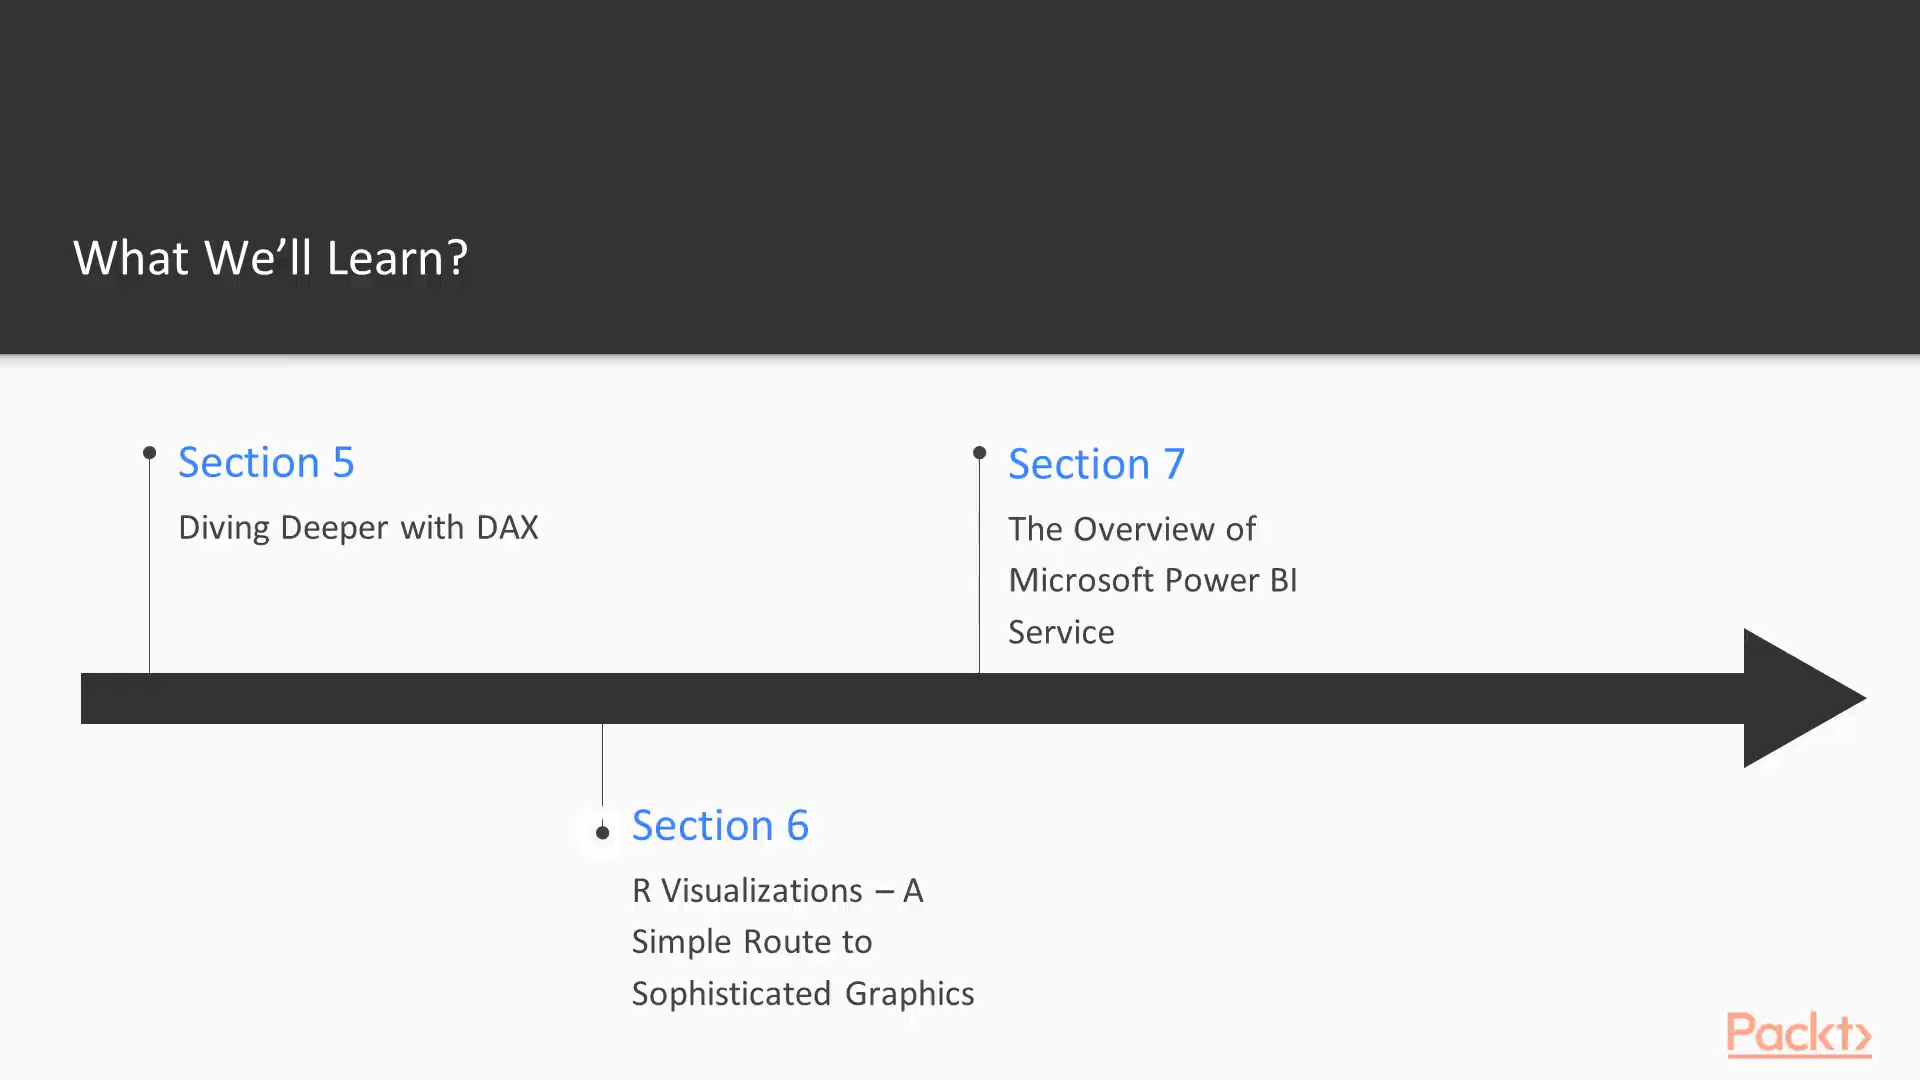 What We’ll Learn?
Section 5
Diving Deeper with DAX
Section 7
The Overview of
Microsoft Power BI
Service
Section 6
R Visualizations – A
Simple Route to
Sophisticated Graphics
Packt>